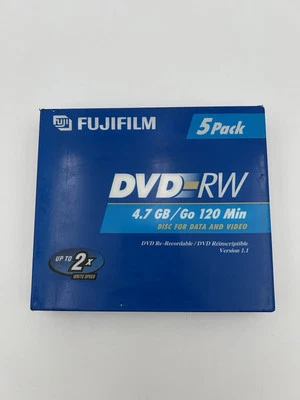 FUJI FUJIFILM
5 Pack
DVD-RW
4.7 GB/Go 120 Min
DISC FOR DATA AND VIDEO
DVD Re-Recordable / DVD Réinscriptible
Version 1.1
UP TO 2x
WRITE SPEED